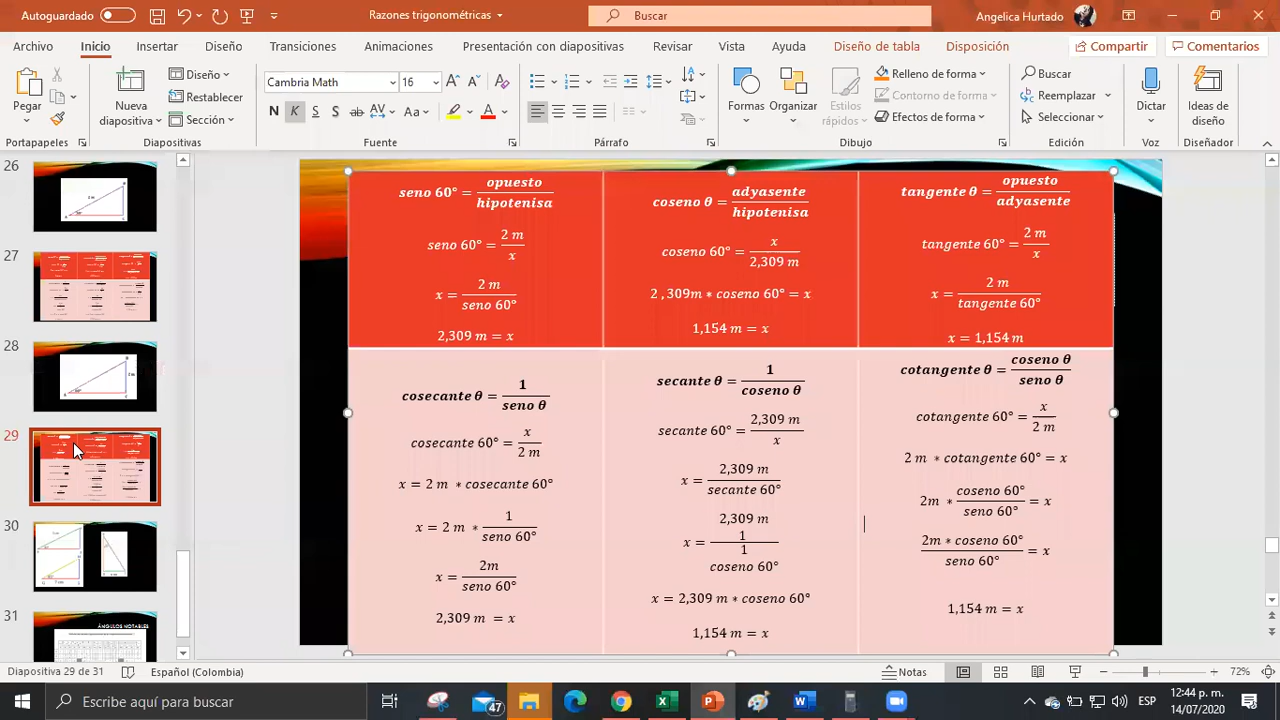 Autoguardado
Razones trigonométricas
Buscar
Angelica Hurtado
Archivo Inicio Insertar Diseño Transiciones Animaciones Presentación con diapositivas Revisar Vista Ayuda Diseño de tabla Disposición Compartir Comentarios
Pegar
Nueva diapositiva
Diseño
Restablecer
Sección
Cambria Math 16
N K S S ab AV Aa A
Formas Organizar Estilos rápidos
Relleno de forma
Contorno de forma
Efectos de forma
Buscar
Reemplazar
Seleccionar
Dictar
Ideas de diseño
Portapapeles Diapositivas Fuente Párrafo Dibujo Edición Voz Diseñador
26
27
28
29
30
31
ÁNGULOS NOTABLES
seno 60° = opuesto / hipotenisa
seno 60° = 2 m / x
x = 2 m / seno 60°
2,309 m = x
coseno θ = adyasente / hipotenisa
coseno 60° = x / 2,309 m
2 ,309m ∗ coseno 60° = x
1,154 m = x
tangente θ = opuesto / adyasente
tangente 60° = 2 m / x
x = 2 m / tangente 60°
x = 1,154 m
cosecante θ = 1 / seno θ
cosecante 60° = x / 2 m
x = 2 m ∗ cosecante 60°
x = 2 m ∗ 1 / seno 60°
x = 2m / seno 60°
2,309 m = x
secante θ = 1 / coseno θ
secante 60° = 2,309 m / x
x = 2,309 m / secante 60°
2,309 m
x = 1 / 1
coseno 60°
x = 2,309 m ∗ coseno 60°
1,154 m = x
cotangente θ = coseno θ / seno θ
cotangente 60° = x / 2 m
2 m ∗ cotangente 60° = x
2m ∗ coseno 60° / seno 60° = x
2m ∗ coseno 60° / seno 60° = x
1,154 m = x
Diapositiva 29 de 31 Español (Colombia) Notas 72%
Escribe aquí para buscar
47
ESP
12:44 p. m.
14/07/2020